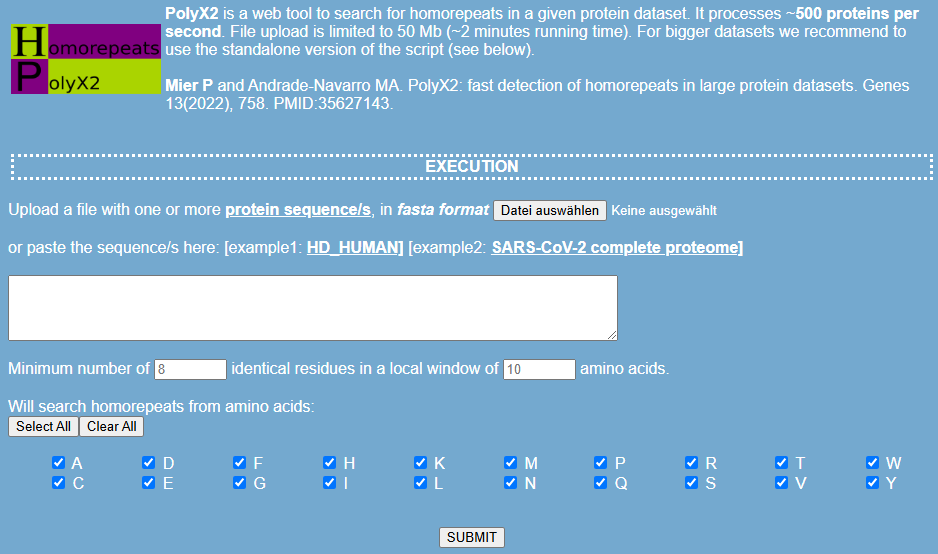 Homorepeats
PolyX2
PolyX2 is a web tool to search for homorepeats in a given protein dataset. It processes ~500 proteins per
second. File upload is limited to 50 Mb (~2 minutes running time). For bigger datasets we recommend to
use the standalone version of the script (see below).
Mier P and Andrade-Navarro MA. PolyX2: fast detection of homorepeats in large protein datasets. Genes
13(2022), 758. PMID:35627143.
EXECUTION
Upload a file with one or more protein sequence/s, in fasta format Datei auswählen Keine ausgewählt
or paste the sequence/s here: [example1: HD_HUMAN] [example2: SARS-CoV-2 complete proteome]
Minimum number of 8 identical residues in a local window of 10 amino acids.
Will search homorepeats from amino acids:
Select All Clear All
A D F H K M P R T W
C E G I L N Q S V Y
SUBMIT